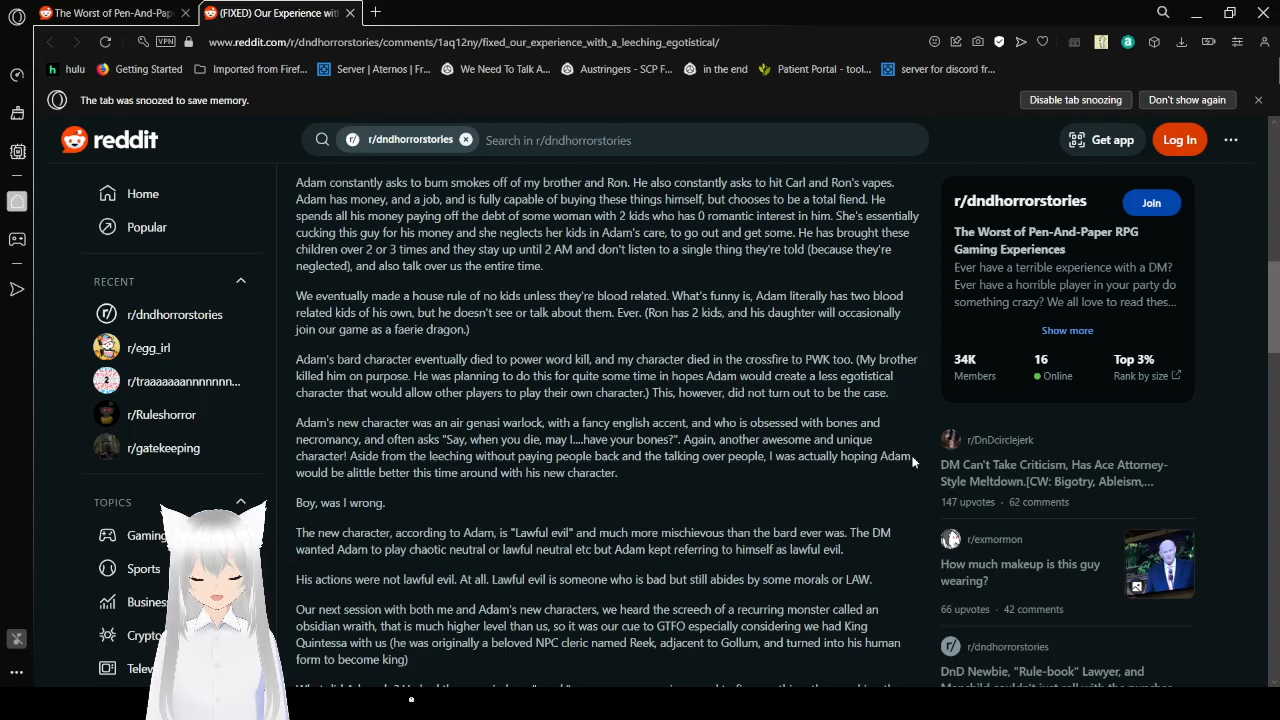 The Worst of Pen-And-Pap
(FIXED) Our Experience with
VPN
www.reddit.com/r/dndhorrorstories/comments/1aq12ny/fixed_our_experience_with_a_leeching_egotistical/
hulu
Getting Started
Imported from Firef...
Server | Aternos | Fr...
We Need To Talk A...
Austringers - SCP F...
in the end
Patient Portal - tool...
server for discord fr...
The tab was snoozed to save memory.
Disable tab snoozing
Don't show again
reddit
r/dndhorrorstories
Search in r/dndhorrorstories
Get app
Log In
Home
Popular
RECENT
r/dndhorrorstories
r/egg_irl
r/traaaaaaannnnnnn...
r/Ruleshorror
r/gatekeeping
TOPICS
Gaming
Sports
Business
Crypto
Telev
Adam constantly asks to bum smokes off of my brother and Ron. He also constantly asks to hit Carl and Ron's vapes.
Adam has money, and a job, and is fully capable of buying these things himself, but chooses to be a total fiend. He
spends all his money paying off the debt of some woman with 2 kids who has 0 romantic interest in him. She's essentially
cucking this guy for his money and she neglects her kids in Adam's care, to go out and get some. He has brought these
children over 2 or 3 times and they stay up until 2 AM and don't listen to a single thing they're told (because they're
neglected), and also talk over us the entire time.
We eventually made a house rule of no kids unless they're blood related. What's funny is, Adam literally has two blood
related kids of his own, but he doesn't see or talk about them. Ever. (Ron has 2 kids, and his daughter will occasionally
join our game as a faerie dragon.)
Adam's bard character eventually died to power word kill, and my character died in the crossfire to PWK too. (My brother
killed him on purpose. He was planning to do this for quite some time in hopes Adam would create a less egotistical
character that would allow other players to play their own character.) This, however, did not turn out to be the case.
Adam's new character was an air genasi warlock, with a fancy english accent, and who is obsessed with bones and
necromancy, and often asks "Say, when you die, may I....have your bones?". Again, another awesome and unique
character! Aside from the leeching without paying people back and the talking over people, I was actually hoping Adam
would be alittle better this time around with his new character.
Boy, was I wrong.
The new character, according to Adam, is "Lawful evil" and much more mischievous than the bard ever was. The DM
wanted Adam to play chaotic neutral or lawful neutral etc but Adam kept referring to himself as lawful evil.
His actions were not lawful evil. At all. Lawful evil is someone who is bad but still abides by some morals or LAW.
Our next session with both me and Adam's new characters, we heard the screech of a recurring monster called an
obsidian wraith, that is much higher level than us, so it was our cue to GTFO especially considering we had King
Quintessa with us (he was originally a beloved NPC cleric named Reek, adjacent to Gollum, and turned into his human
form to become king)
r/dndhorrorstories
Join
The Worst of Pen-And-Paper RPG
Gaming Experiences
Ever have a terrible experience with a DM?
Ever have a horrible player in your party do
something crazy? We all love to read thes...
Show more
34K
16
Top 3%
Members
Online
Rank by size
r/DnDcirclejerk
DM Can't Take Criticism, Has Ace Attorney-
Style Meltdown.[CW: Bigotry, Ableism,...
147 upvotes · 62 comments
r/exmormon
How much makeup is this guy
wearing?
66 upvotes · 42 comments
r/dndhorrorstories
DnD Newbie, "Rule-book" Lawyer, and